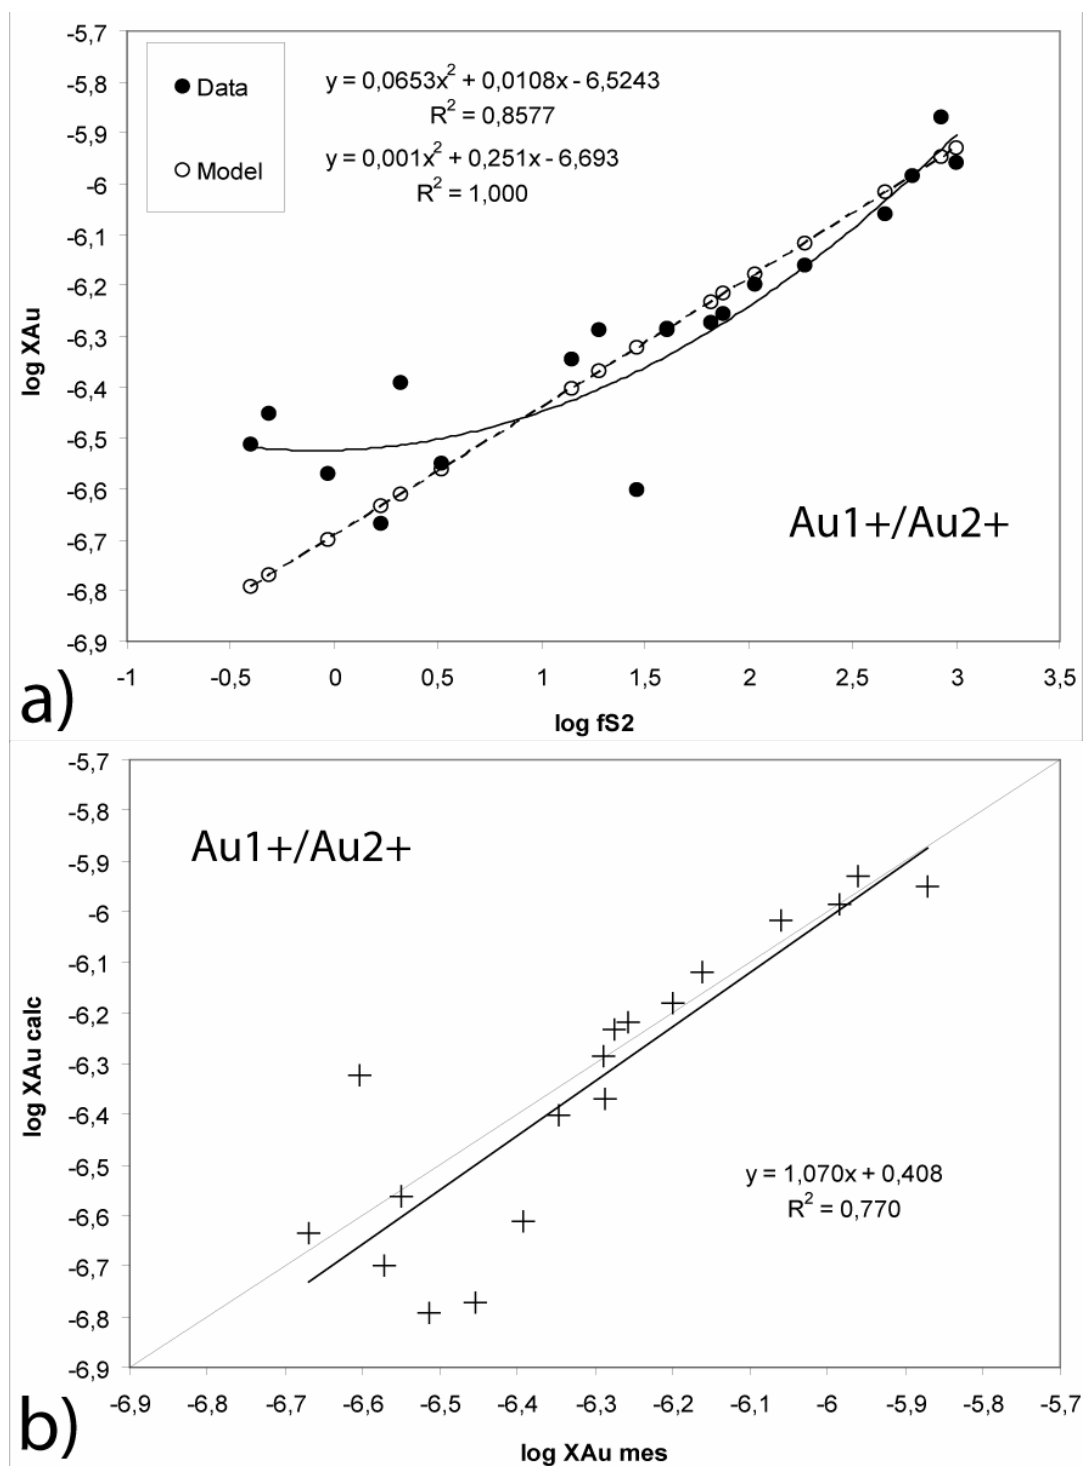 -5,7
-5,8
-5,9
-6
-6,1
-6,2
-6,3
-6,4
-6,5
-6,6
-6,7
-6,8
-6,9
log XAu
Data
Model
y = 0,0653x² + 0,0108x - 6,5243
R² = 0,8577
y = 0,001x² + 0,251x - 6,693
R² = 1,000
Au1+/Au2+
-1 -0,5 0 0,5 1 1,5 2 2,5 3 3,5
log fS2
a)
-5,7
-5,8
-5,9
-6
-6,1
-6,2
-6,3
-6,4
-6,5
-6,6
-6,7
-6,8
-6,9
log XAu calc
Au1+/Au2+
y = 1,070x + 0,408
R² = 0,770
-6,9 -6,8 -6,7 -6,6 -6,5 -6,4 -6,3 -6,2 -6,1 -6 -5,9 -5,8 -5,7
log XAu mes
b)